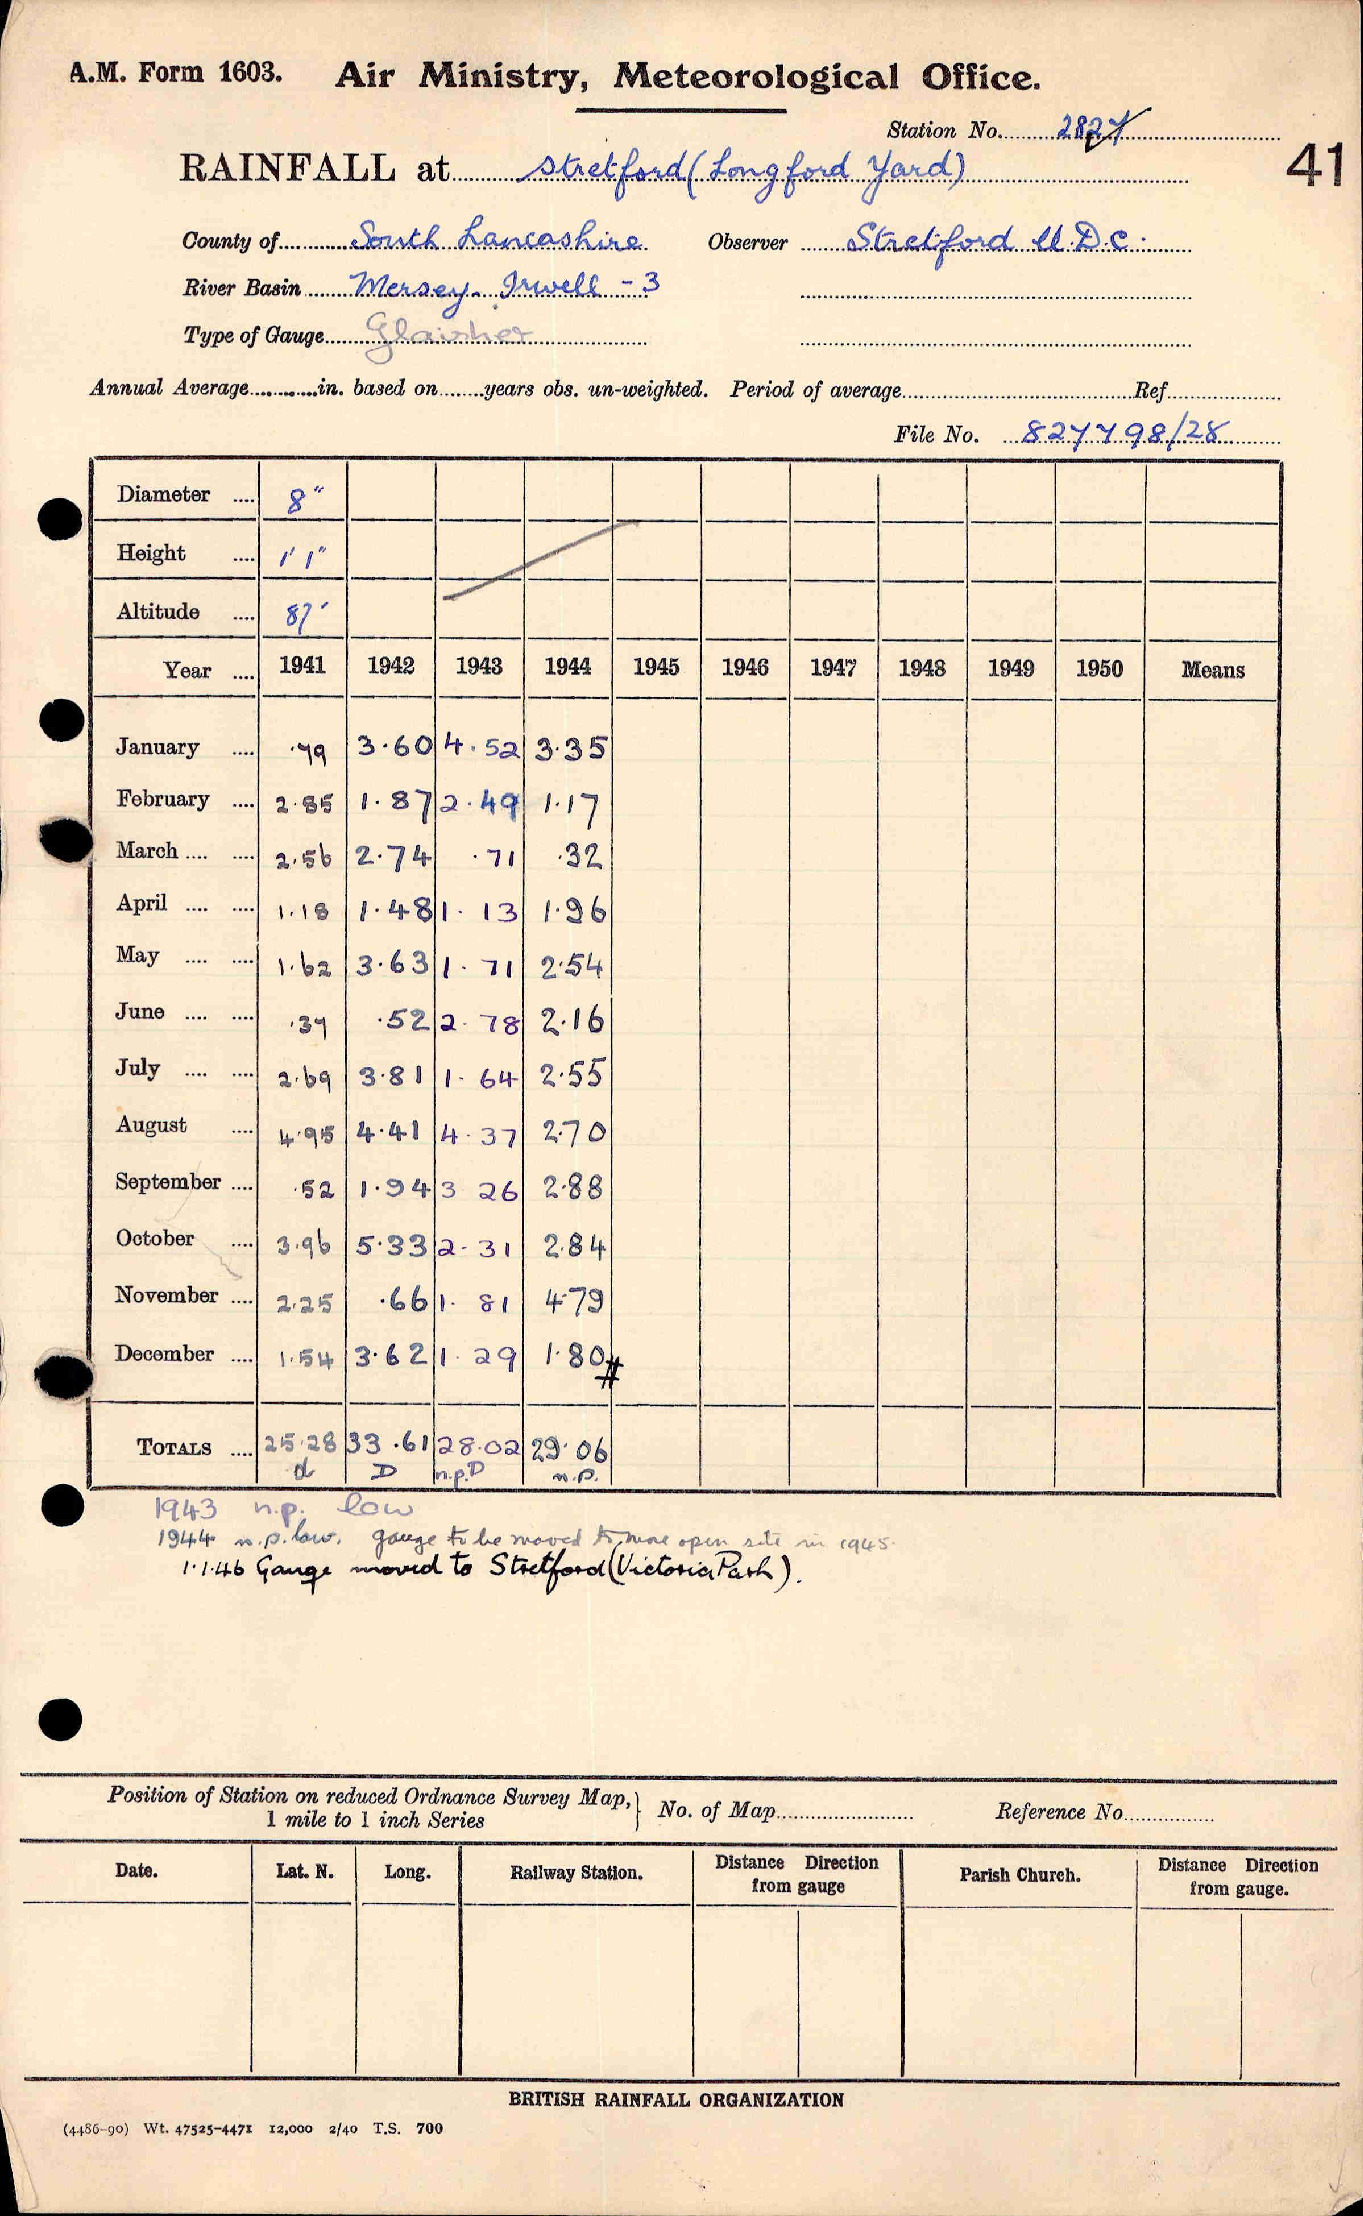 A.M. Form 1603. Air Ministry, Meteorological Office.
Station No. 2827
41
RAINFALL at Stretford (Longford Yard)
County of South Lancashire Observer Stretford U.D.C.
River Basin Mersey-Irwell - 3
Type of Gauge Glaisher
Annual Average............in. based on........years obs. un-weighted. Period of average........Ref........
File No. 827798/28
Diameter .... 8"
Height .... 1' 1"
Altitude .... 87'
Year .... 1941 1942 1943 1944 1945 1946 1947 1948 1949 1950 Means
January .... .79 3.60 4.52 3.35
February .... 2.85 1.87 2.49 1.17
March .... .... 2.56 2.74 .71 .32
April .... .... 1.18 1.48 1.13 1.96
May .... .... 1.62 3.63 1.71 2.54
June .... .... .37 .52 2.78 2.16
July .... .... 2.69 3.81 1.64 2.55
August .... 4.95 4.41 4.37 2.70
September .... .52 1.94 3 26 2.88
October .... 3.96 5.33 2.31 2.84
November .... 2.25 .66 1.81 4.79
December .... 1.54 3.62 1.29 1.80 #
TOTALS .... 25.28 33.61 28.02 29.06
d D n.p.D n.p.
1943 n.p. low
1944 n.p. low. gauge to be moved to more open site in 1945.
1.1.46 Gauge moved to Stretford (Victoria Park).
Position of Station on reduced Ordnance Survey Map, } No. of Map........ Reference No........
1 mile to 1 inch Series
Date. Lat. N. Long. Railway Station. Distance Direction from gauge Parish Church. Distance Direction from gauge.
BRITISH RAINFALL ORGANIZATION
(4486-90) Wt. 47525-4471 12,000 2/40 T.S. 700